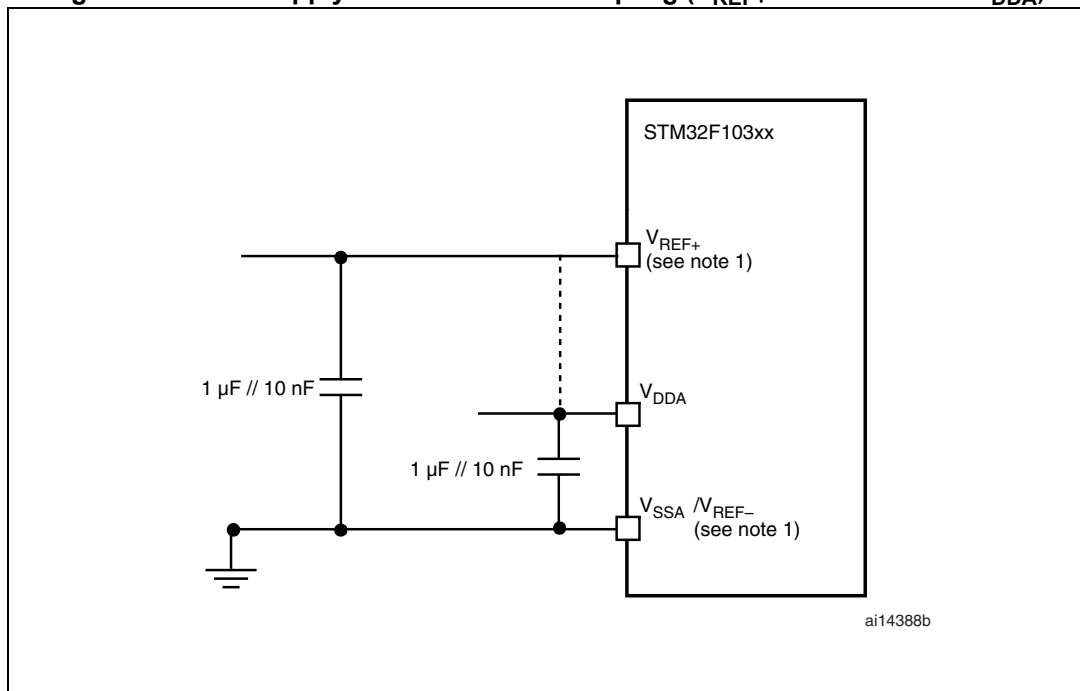 STM32F103xx
VREF+
(see note 1)
1 µF // 10 nF
VDDA
1 µF // 10 nF
VSSA /VREF–
(see note 1)
ai14388b